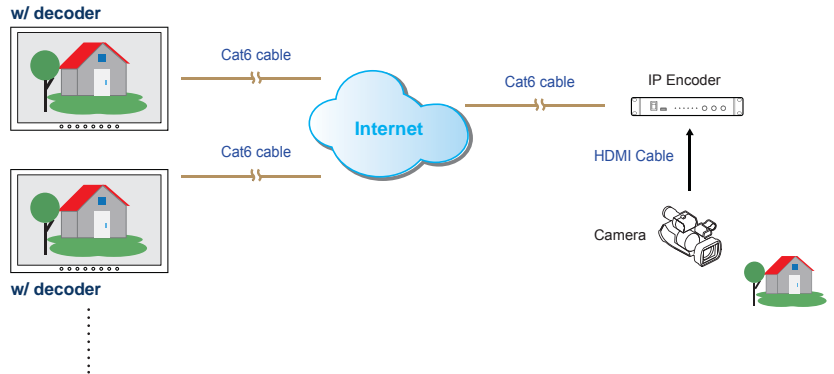 w/ decoder
Cat6 cable
Cat6 cable
IP Encoder
Internet
Cat6 cable
HDMI Cable
Camera
w/ decoder